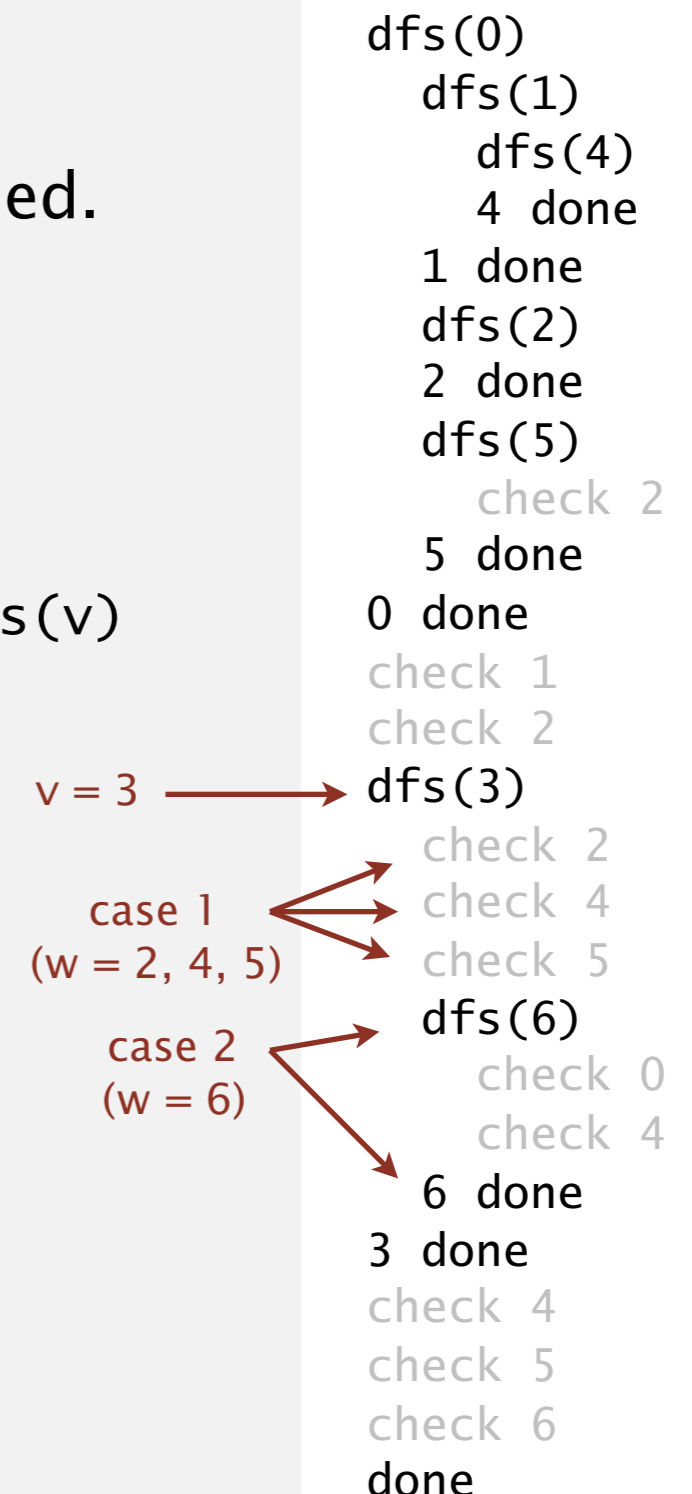 ed.
s(v)
v = 3
case 1
(w = 2, 4, 5)
case 2
(w = 6)
dfs(0)
dfs(1)
dfs(4)
4 done
1 done
dfs(2)
2 done
dfs(5)
check 2
5 done
0 done
check 1
check 2
dfs(3)
check 2
check 4
check 5
dfs(6)
check 0
check 4
6 done
3 done
check 4
check 5
check 6
done